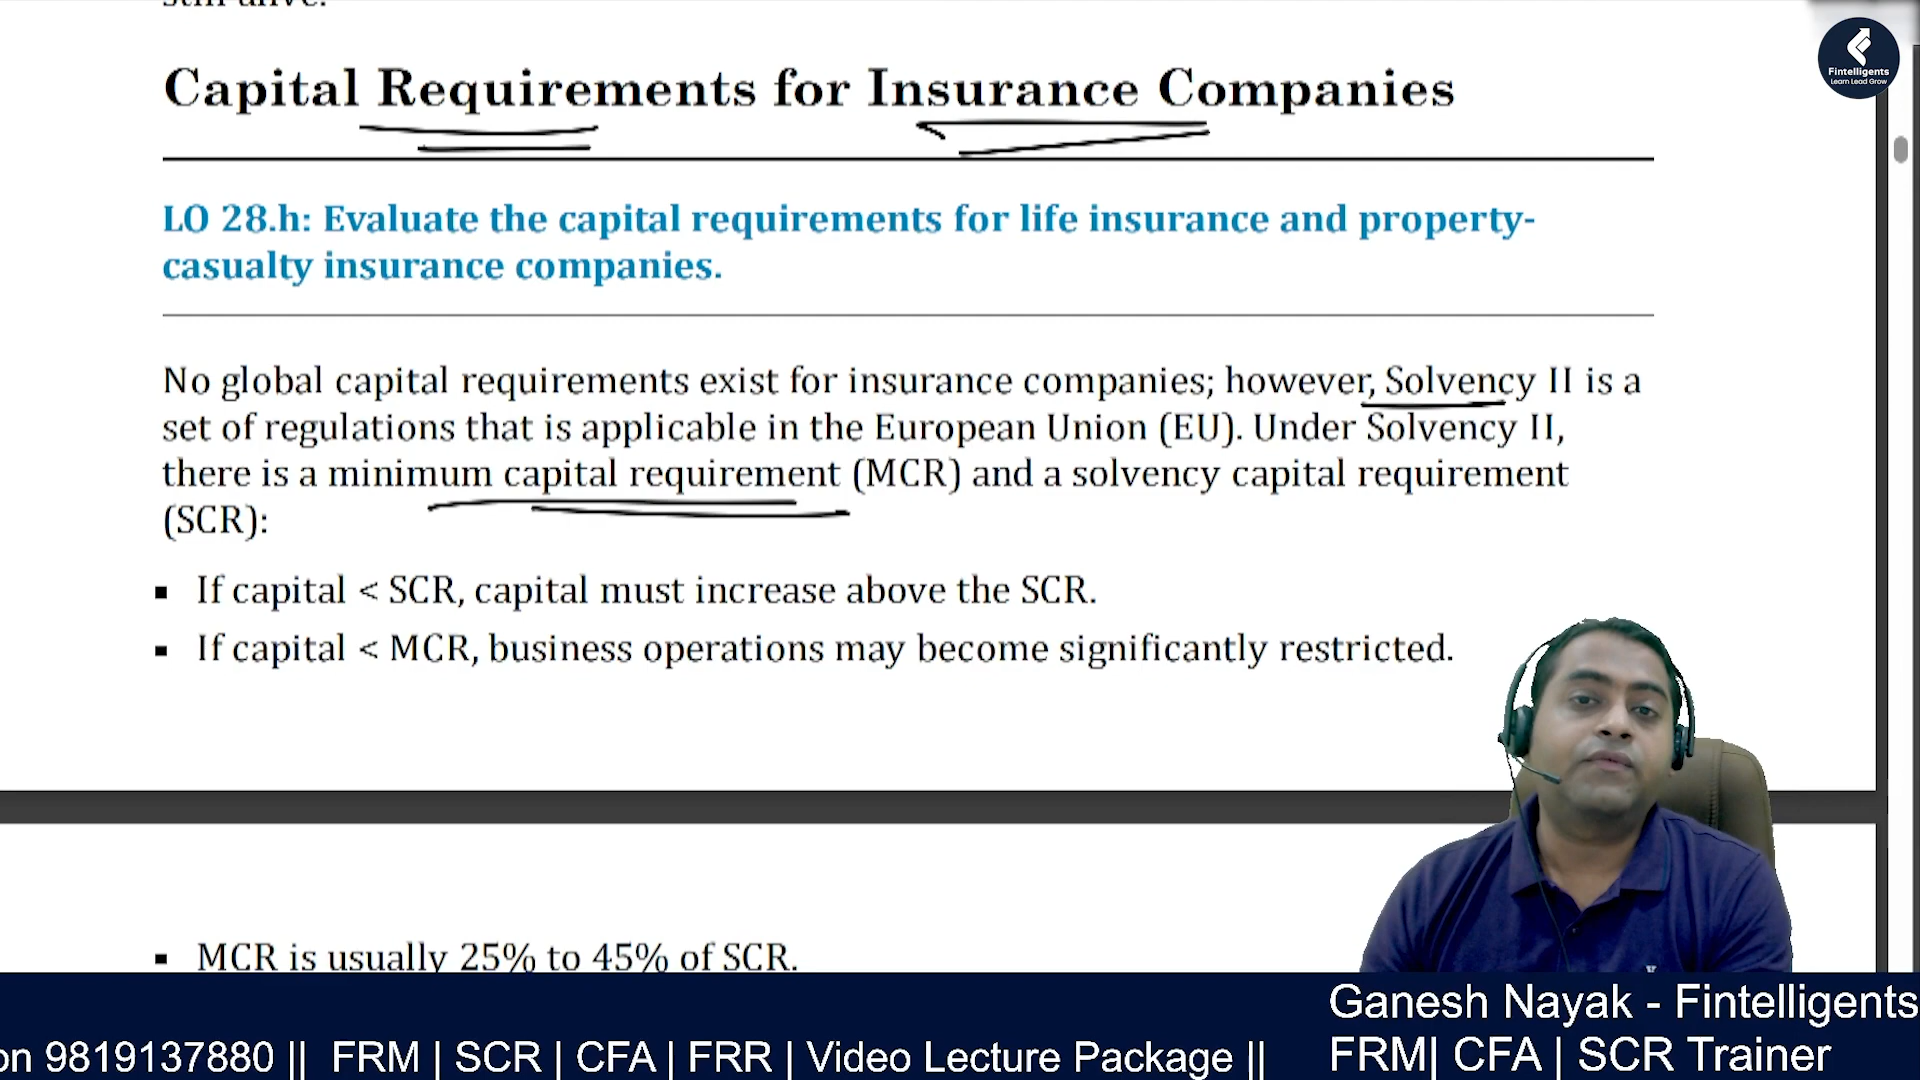 still alive.
Capital Requirements for Insurance Companies
LO 28.h: Evaluate the capital requirements for life insurance and property-
casualty insurance companies.
No global capital requirements exist for insurance companies; however, Solvency II is a
set of regulations that is applicable in the European Union (EU). Under Solvency II,
there is a minimum capital requirement (MCR) and a solvency capital requirement
(SCR):
▪ If capital < SCR, capital must increase above the SCR.
▪ If capital < MCR, business operations may become significantly restricted.
▪ MCR is usually 25% to 45% of SCR.
Fintelligents
Learn Lead Grow
Ganesh Nayak - Fintelligents
FRM| CFA | SCR Trainer
on 9819137880 || FRM | SCR | CFA | FRR | Video Lecture Package ||